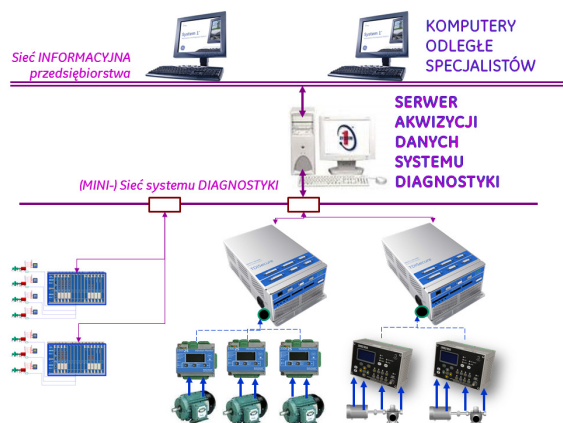 KOMPUTERY
ODLEGŁE
SPECJALISTÓW
Sieć INFORMACYJNA
przedsiębiorstwa
SERWER
AKWIZYCJI
DANYCH
SYSTEMU
DIAGNOSTYKI
(MINI-) Sieć systemu DIAGNOSTYKI